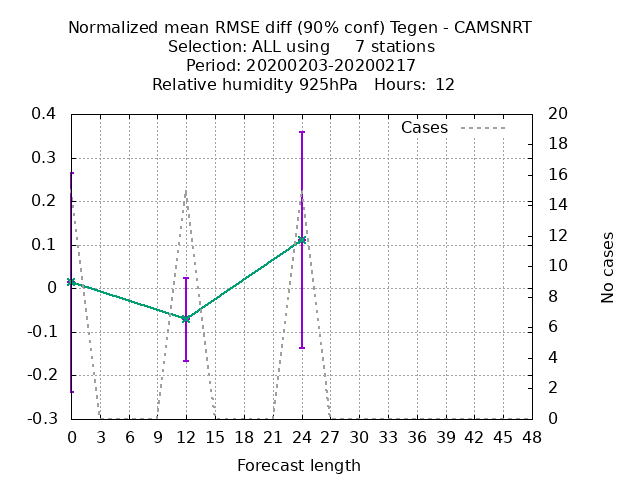 Normalized mean RMSE diff (90% conf) Tegen - CAMSNRT
Selection: ALL using     7 stations
Period: 20200203-20200217
Relative humidity 925hPa   Hours:  12
Cases
0.4
0.3
0.2
0.1
0
-0.1
-0.2
-0.3
20
18
16
14
12
10
8
6
4
2
0
No cases
0 3 6 9 12 15 18 21 24 27 30 33 36 39 42 45 48
Forecast length